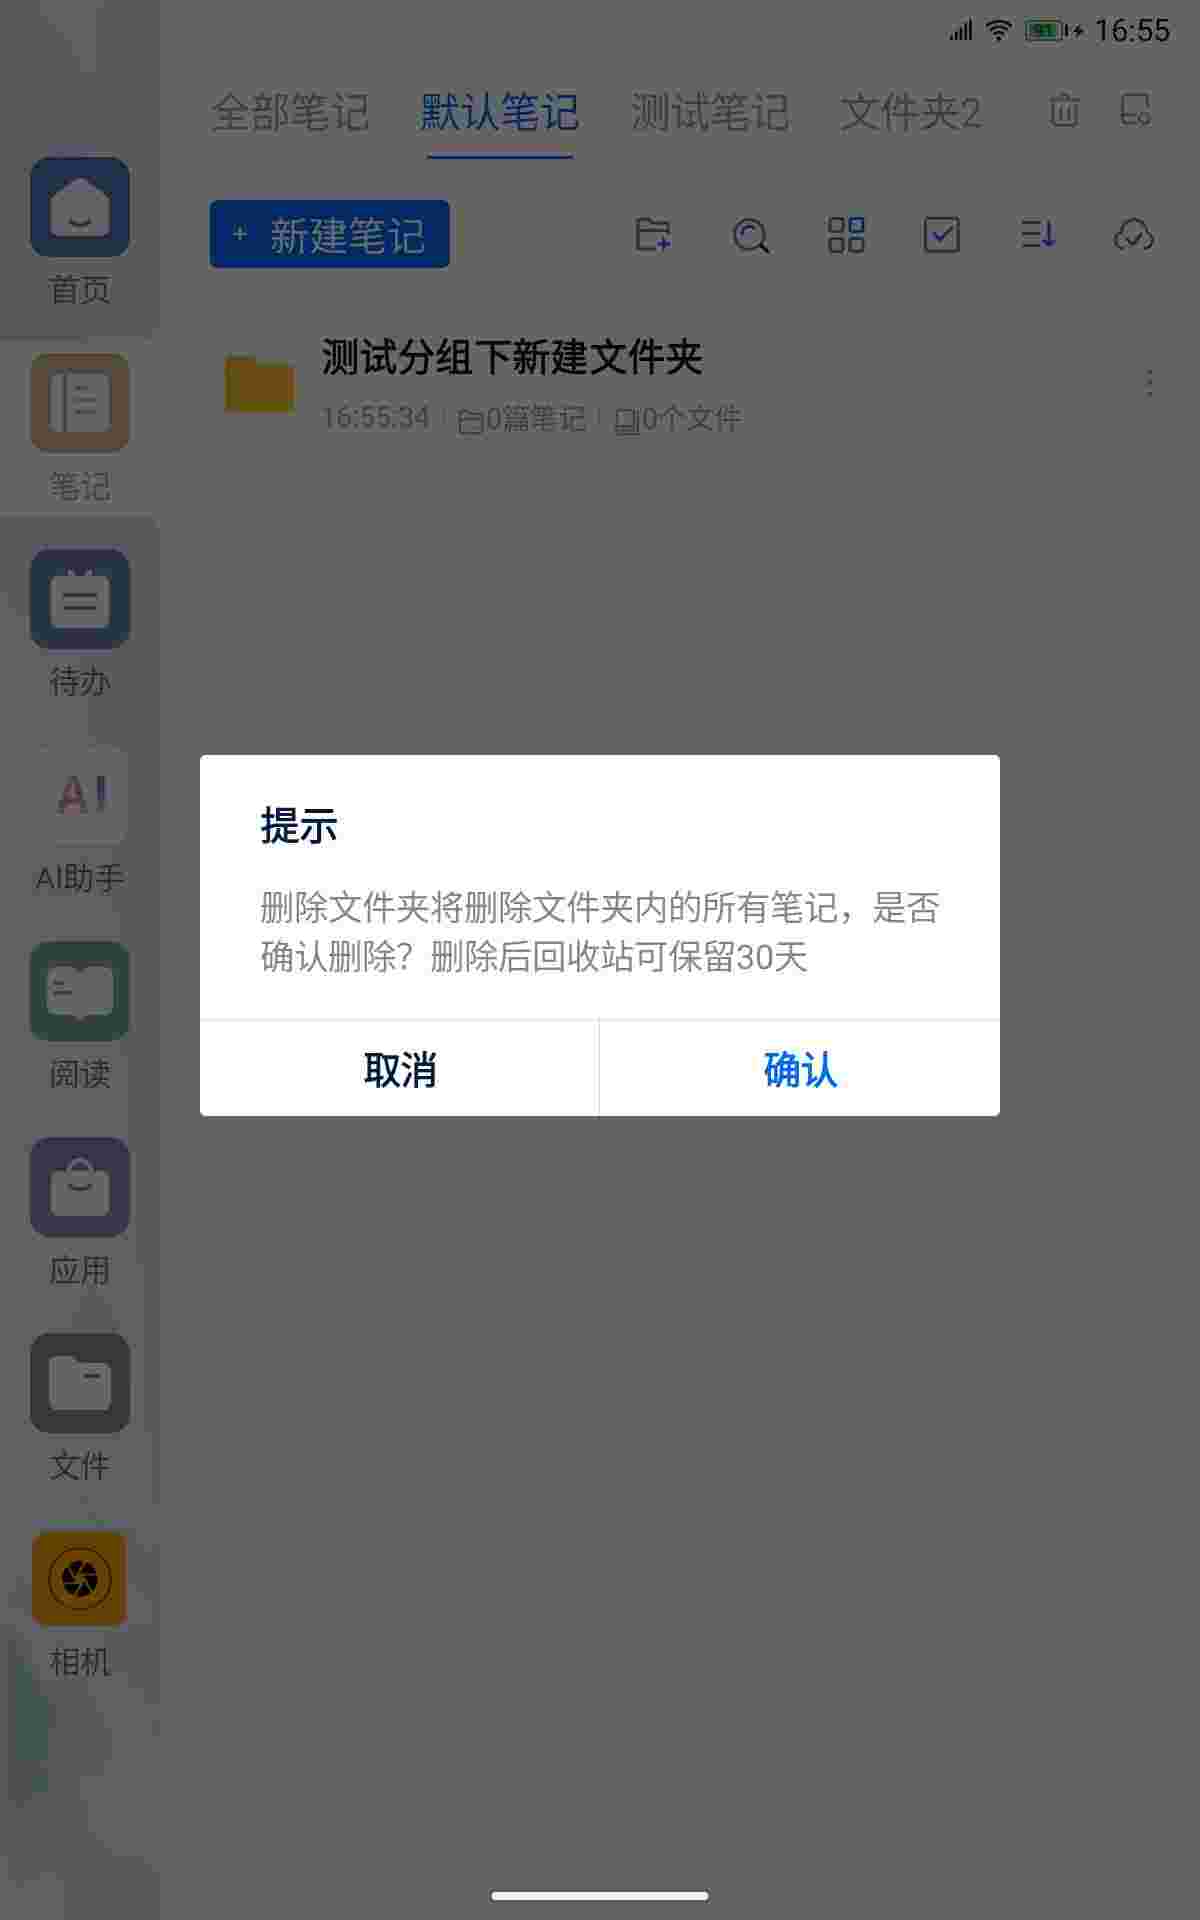 91 16:55
全部笔记 默认笔记 测试笔记 文件夹2
+ 新建笔记
首页
测试分组下新建文件夹
16:55:34 0篇笔记 0个文件
笔记
待办
AI
AI助手
提示
删除文件夹将删除文件夹内的所有笔记，是否
确认删除？删除后回收站可保留30天
取消 确认
阅读
应用
文件
相机